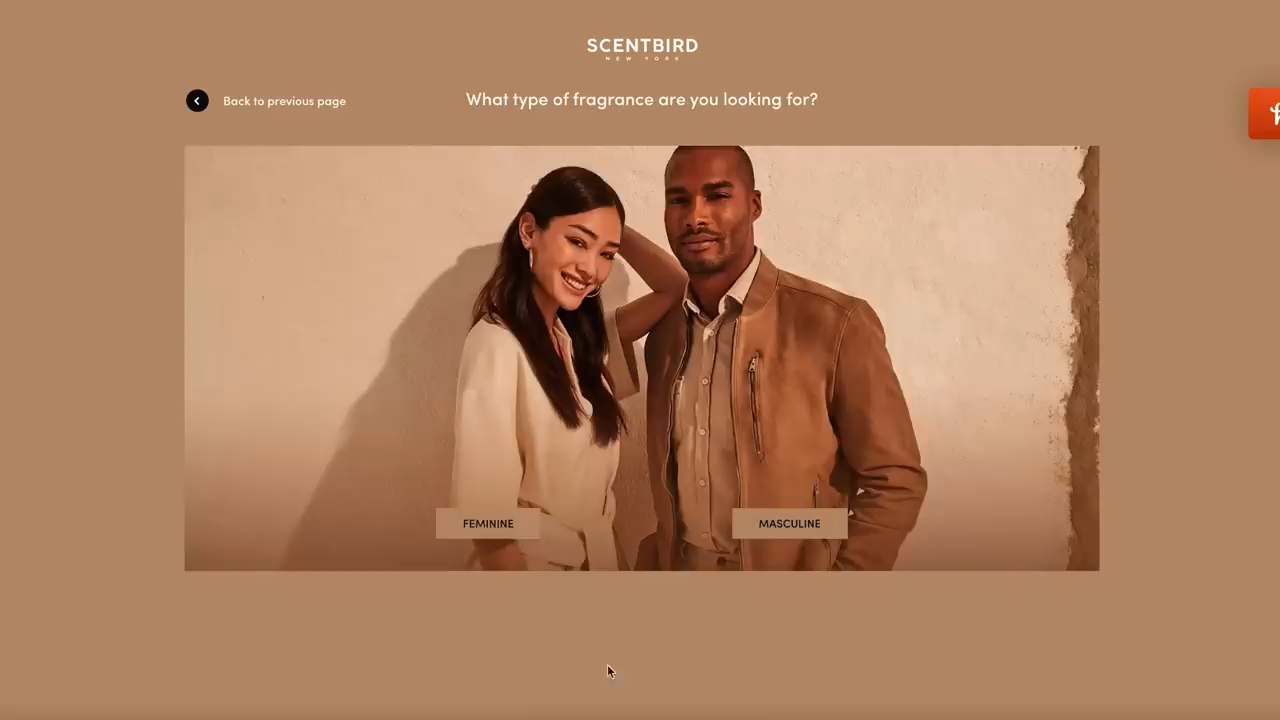 SCENTBIRD
NEW YORK
Back to previous page
What type of fragrance are you looking for?
FEMININE
MASCULINE